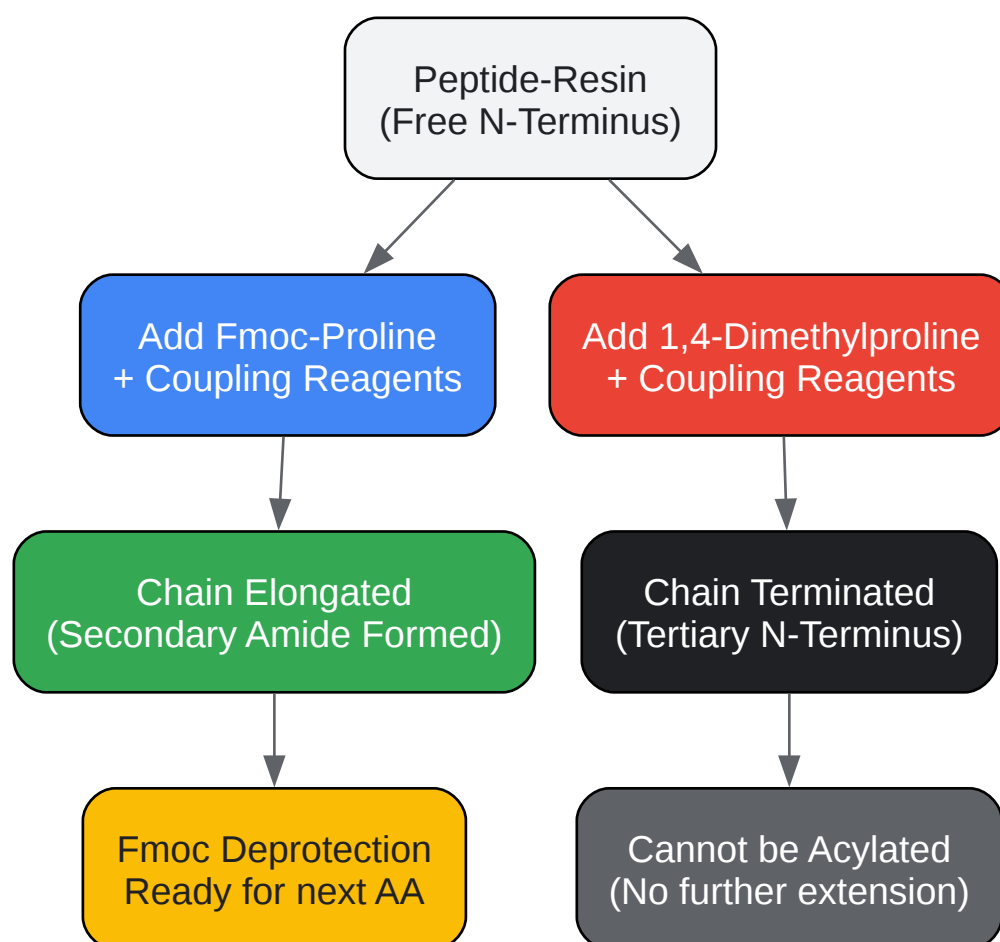 Peptide-Resin
(Free N-Terminus)
Add Fmoc-Proline
+ Coupling Reagents
Add 1,4-Dimethylproline
+ Coupling Reagents
Chain Elongated
(Secondary Amide Formed)
Chain Terminated
(Tertiary N-Terminus)
Fmoc Deprotection
Ready for next AA
Cannot be Acylated
(No further extension)